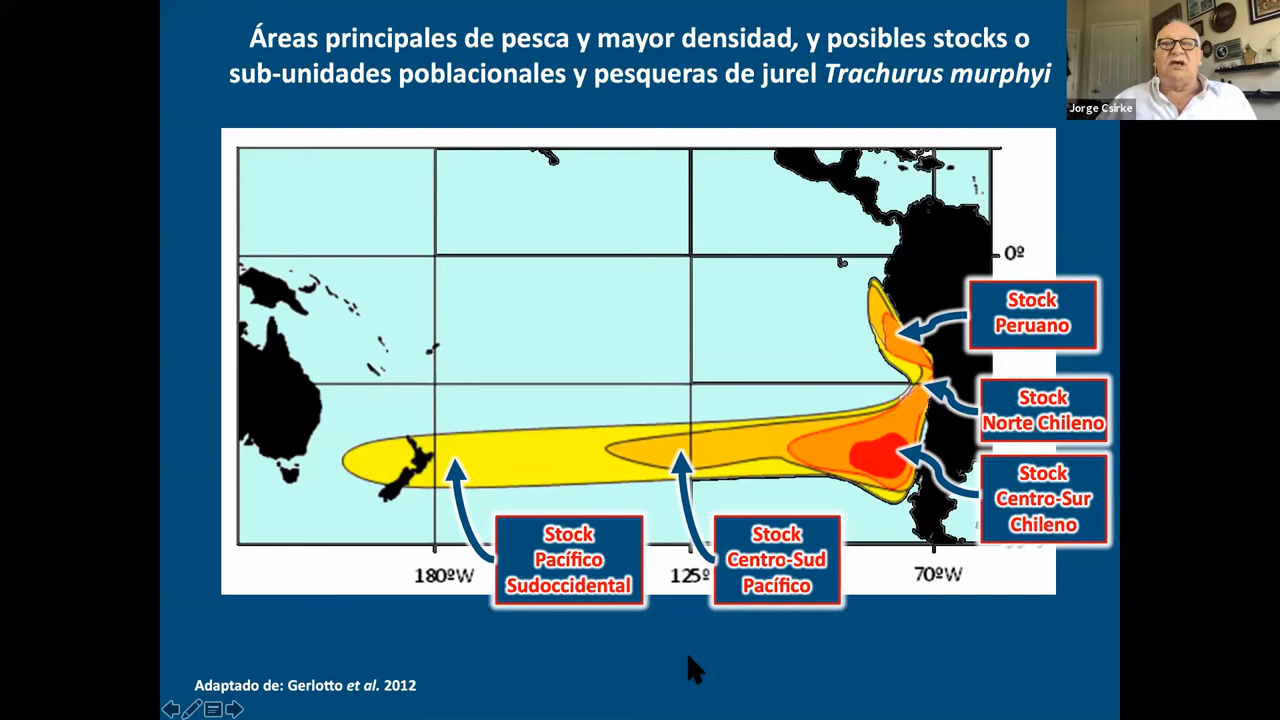 Áreas principales de pesca y mayor densidad, y posibles stocks o
sub-unidades poblacionales y pesqueras de jurel Trachurus murphyi
Jorge Csirke
0º
Stock
Peruano
Stock
Norte Chileno
Stock
Centro-Sur
Chileno
Stock
Pacífico
Sudoccidental
Stock
Centro-Sud
Pacífico
180ºW
125º
70ºW
Adaptado de: Gerlotto et al. 2012